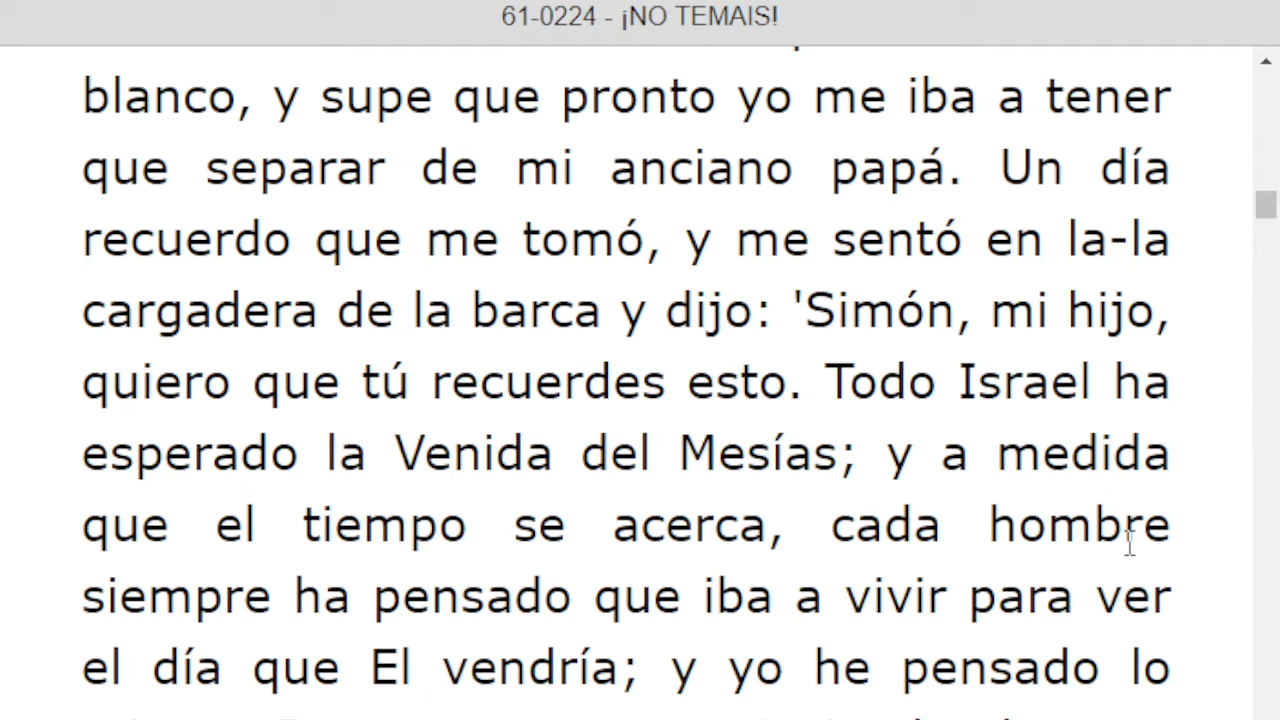 61-0224 - ¡NO TEMAIS!
blanco, y supe que pronto yo me iba a tener
que separar de mi anciano papá. Un día
recuerdo que me tomó, y me sentó en la-la
cargadera de la barca y dijo: 'Simón, mi hijo,
quiero que tú recuerdes esto. Todo Israel ha
esperado la Venida del Mesías; y a medida
que el tiempo se acerca, cada hombre
siempre ha pensado que iba a vivir para ver
el día que El vendría; y yo he pensado lo